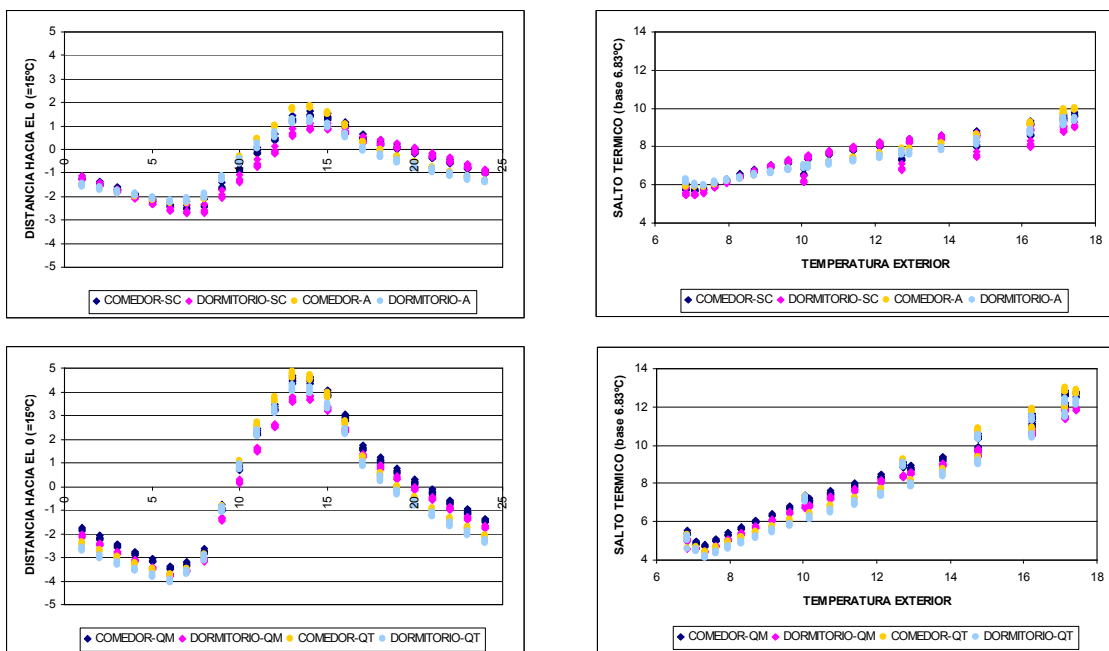 DISTANCIA HACIA EL 0 (=15ºC)
5
4
3
2
1
0
-1
-2
-3
-4
-5
0 5 10 15 20 25
COMEDOR-SC DORMITORIO-SC COMEDOR-A DORMITORIO-A
SALTO TERMICO (base 6.83ºC)
14
12
10
8
6
4
6 8 10 12 14 16 18
TEMPERATURA EXTERIOR
COMEDOR-SC DORMITORIO-SC COMEDOR-A DORMITORIO-A
DISTANCIA HACIA EL 0 (=15ºC)
5
4
3
2
1
0
-1
-2
-3
-4
-5
0 5 10 15 20 25
COMEDOR-QM DORMITORIO-QM COMEDOR-QT DORMITORIO-QT
SALTO TERMICO (base 6.83ºC)
14
12
10
8
6
4
6 8 10 12 14 16 18
TEMPERATURA EXTERIOR
COMEDOR-QM DORMITORIO-QM COMEDOR-QT DORMITORIO-QT